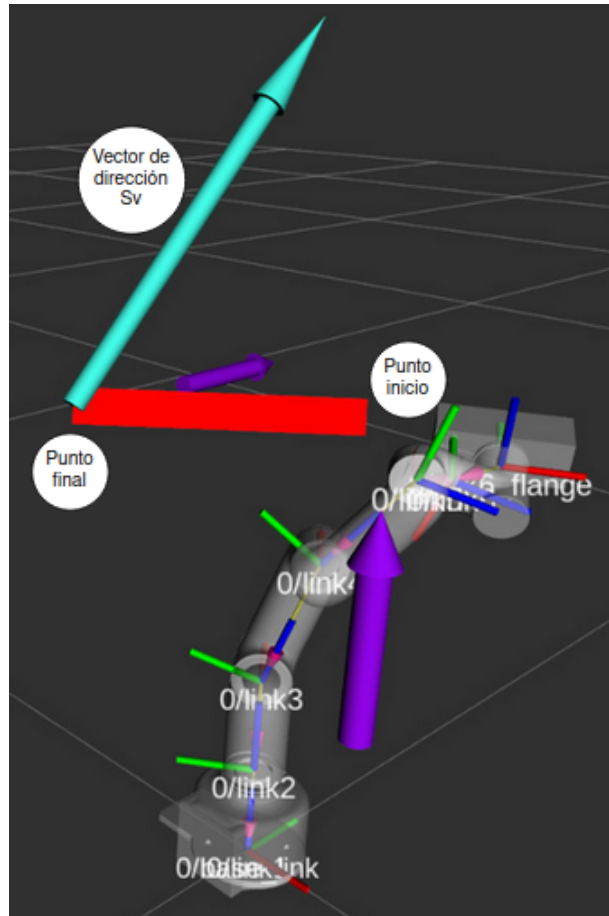 Vector de
dirección
Sv
Punto
inicio
Punto
final
flange
0/link4
0/link3
0/link2